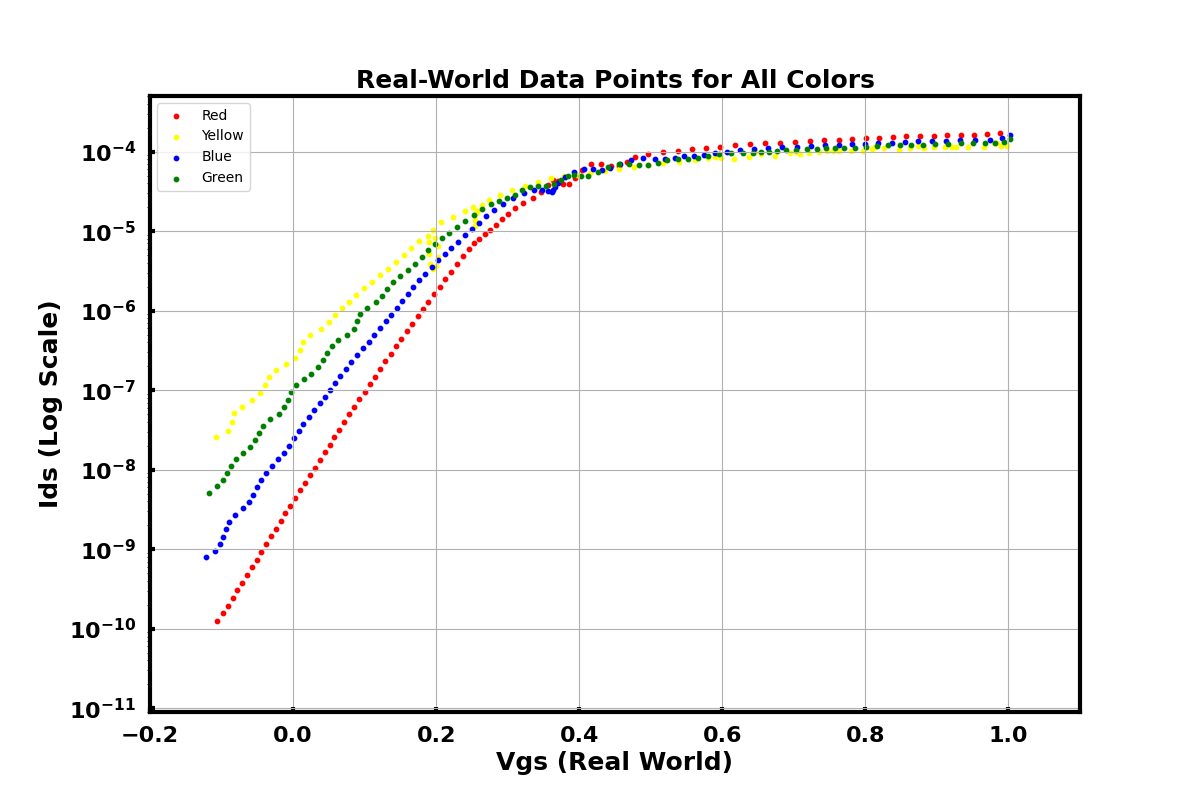 Real-World Data Points for All Colors
Red
Yellow
Blue
Green
10⁻⁴
10⁻⁵
10⁻⁶
10⁻⁷
10⁻⁸
10⁻⁹
10⁻¹⁰
10⁻¹¹
Ids (Log Scale)
−0.2 0.0 0.2 0.4 0.6 0.8 1.0
Vgs (Real World)